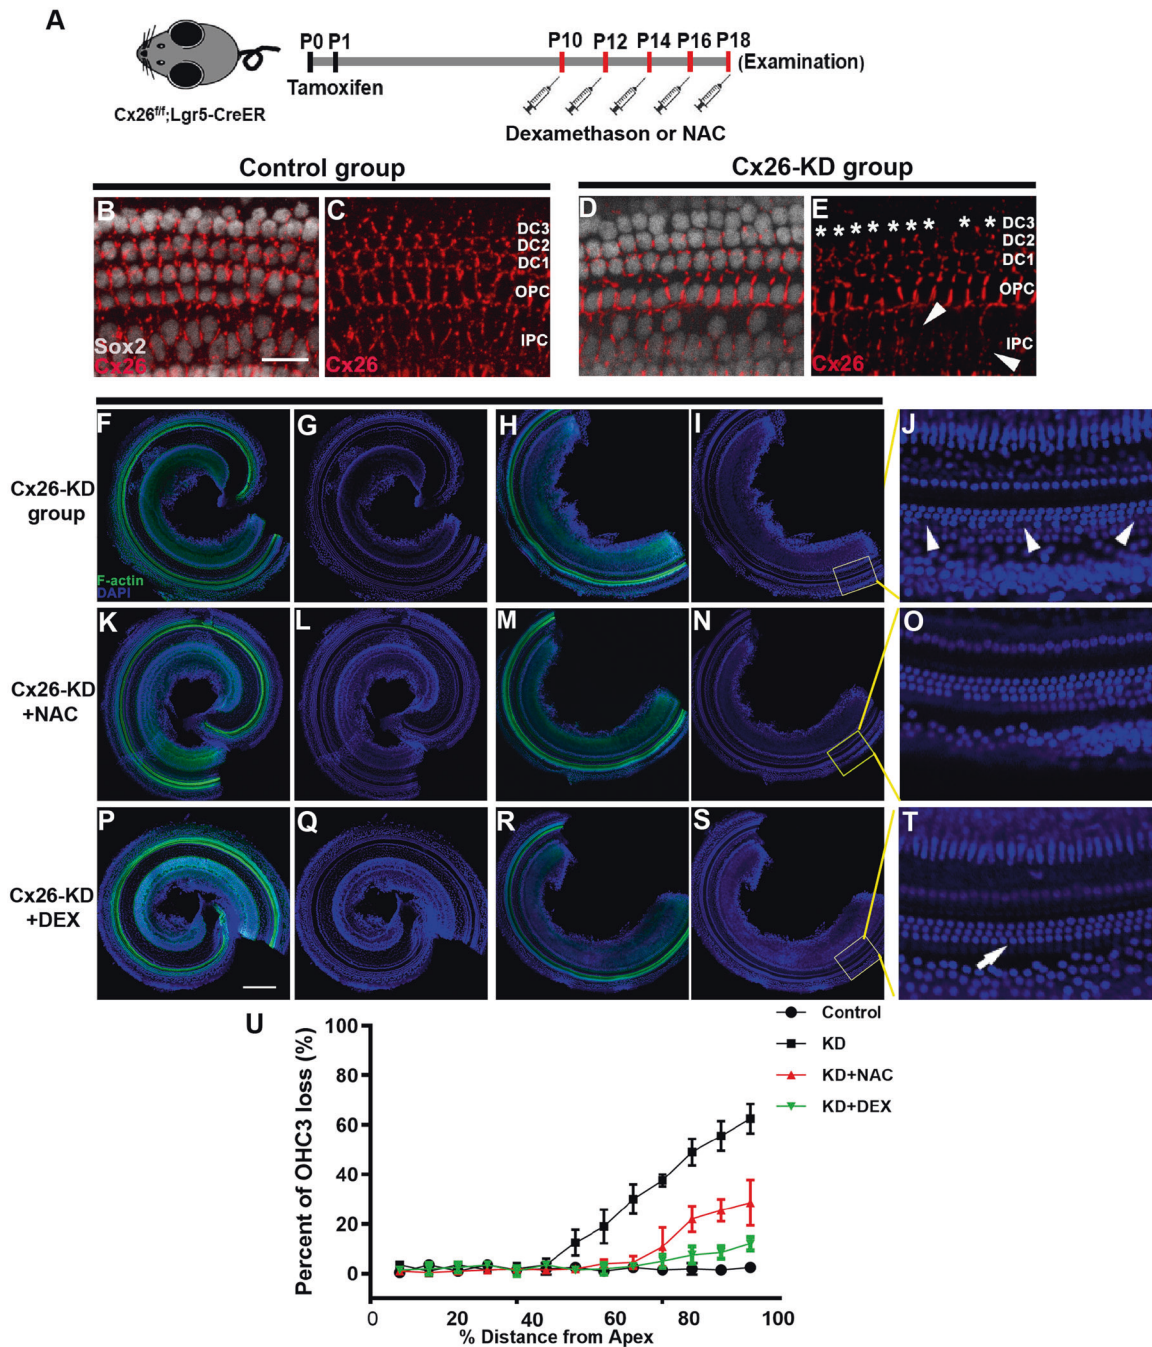 A
P0 P1
P10 P12 P14 P16 P18
(Examination)
Tamoxifen
Cx26f/f;Lgr5-CreER
Dexamethason or NAC
Control group
Cx26-KD group
B
C
D
E
DC3
DC2
DC1
OPC
IPC
DC3
DC2
DC1
OPC
IPC
Sox2
Cx26
Cx26
Cx26
* * * * * * * * *
F
G
H
I
J
Cx26-KD
group
F-actin
DAPI
K
L
M
N
O
Cx26-KD
+NAC
P
Q
R
S
T
Cx26-KD
+DEX
U
Control
KD
KD+NAC
KD+DEX
Percent of OHC3 loss (%)
100
80
60
40
20
0
0 20 40 60 80 100
% Distance from Apex